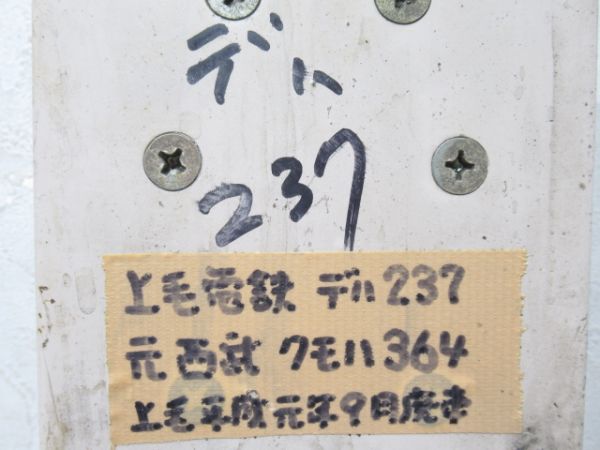 デハ
237
上毛電鉄 デハ237
元西武 クモハ364
上毛平成元年9月廃車